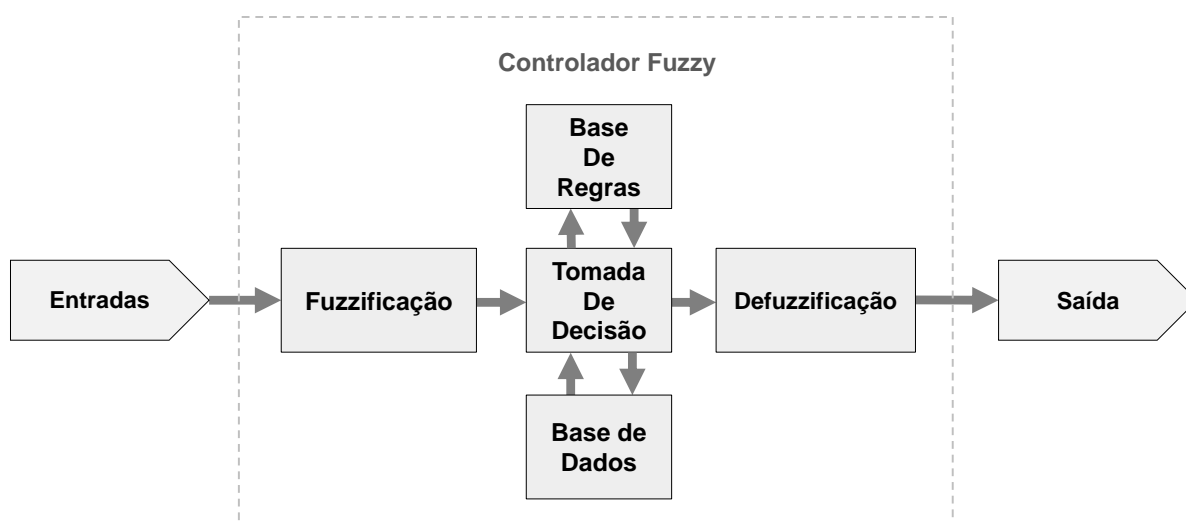 Controlador Fuzzy
Base
De
Regras
Entradas
Fuzzificação
Tomada
De
Decisão
Defuzzificação
Saída
Base de
Dados